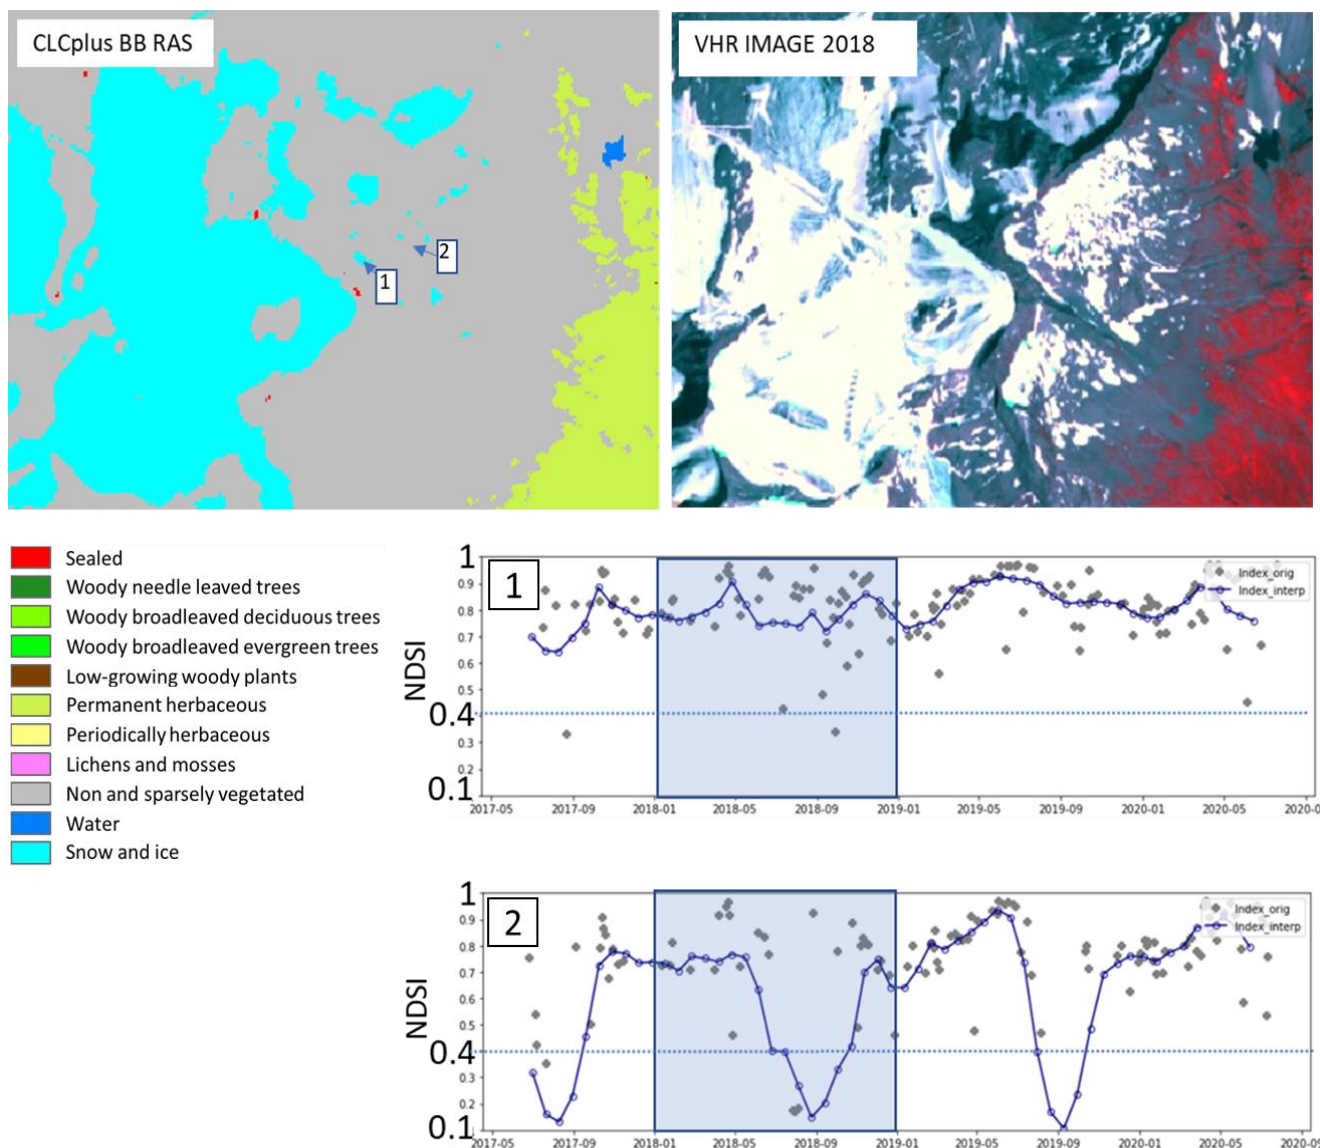 CLCplus BB RAS
VHR IMAGE 2018
2
1
Sealed
Woody needle leaved trees
Woody broadleaved deciduous trees
Woody broadleaved evergreen trees
Low-growing woody plants
Permanent herbaceous
Periodically herbaceous
Lichens and mosses
Non and sparsely vegetated
Water
Snow and ice
1
NDSI
1
0.9
0.8
0.7
0.6
0.5
0.4
0.3
0.2
0.1
Index_orig
Index_interp
2017-05 2017-09 2018-01 2018-05 2018-09 2019-01 2019-05 2019-09 2020-01 2020-05 2020-0
2
NDSI
1
0.9
0.8
0.7
0.6
0.5
0.4
0.3
0.2
0.1
Index_orig
Index_interp
2017-05 2017-09 2018-01 2018-05 2018-09 2019-01 2019-05 2019-09 2020-01 2020-05 2020-09